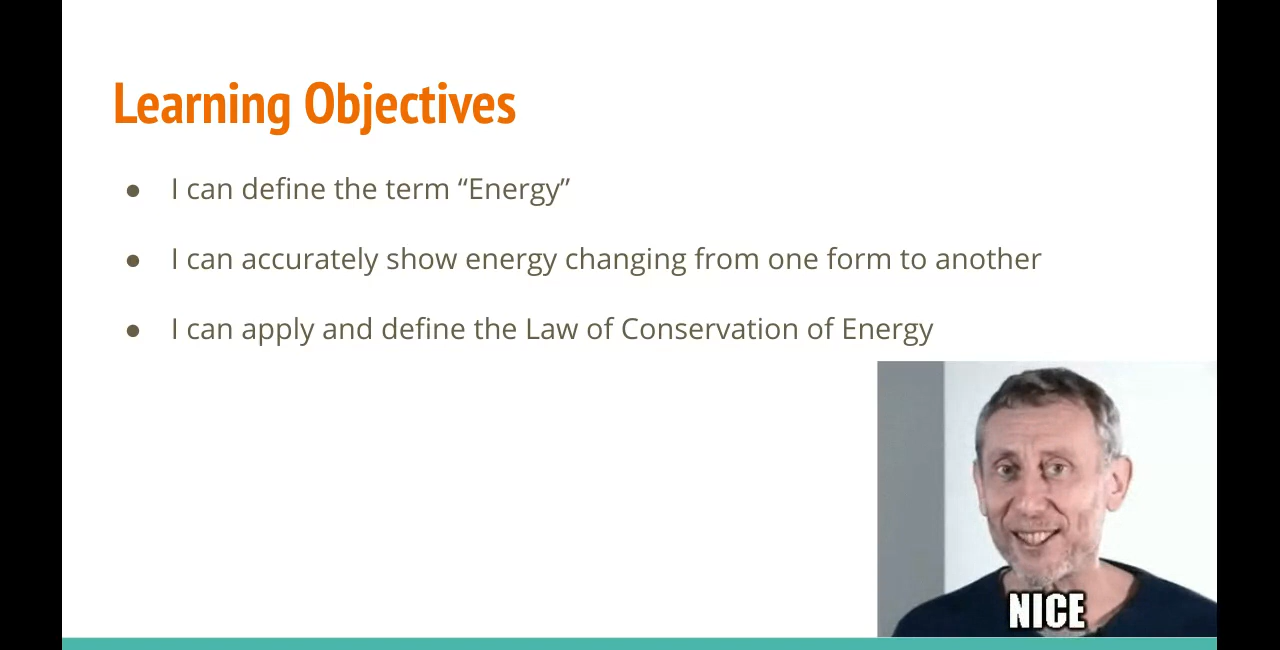 Learning Objectives
● I can define the term “Energy”
● I can accurately show energy changing from one form to another
● I can apply and define the Law of Conservation of Energy
NICE